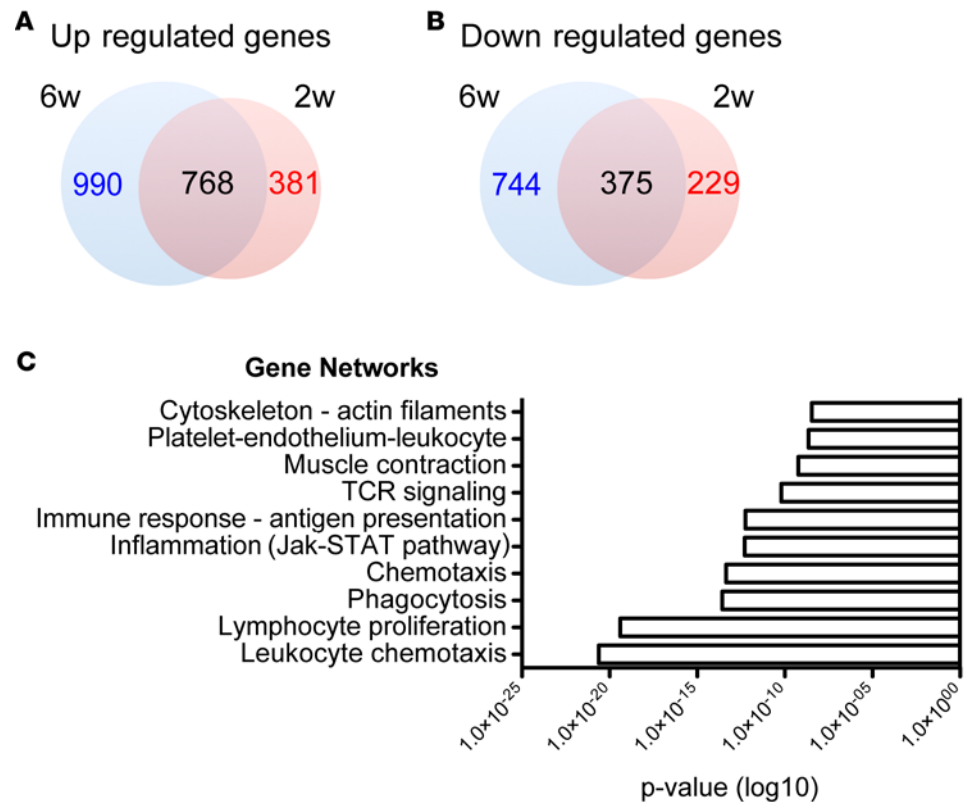 A Up regulated genes
6w 2w
990 768 381
B Down regulated genes
6w 2w
744 375 229
C Gene Networks
Cytoskeleton - actin filaments
Platelet-endothelium-leukocyte
Muscle contraction
TCR signaling
Immune response - antigen presentation
Inflammation (Jak-STAT pathway)
Chemotaxis
Phagocytosis
Lymphocyte proliferation
Leukocyte chemotaxis
1.0×10⁻²⁵ 1.0×10⁻²⁰ 1.0×10⁻¹⁵ 1.0×10⁻¹⁰ 1.0×10⁻⁰⁵ 1.0×10⁰⁰
p-value (log10)